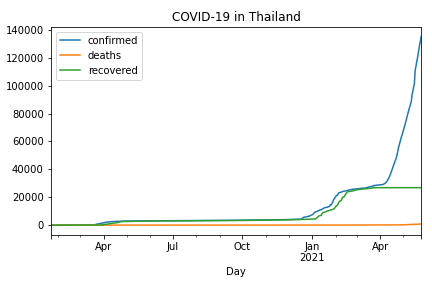 COVID-19 in Thailand
confirmed
deaths
recovered
140000
120000
100000
80000
60000
40000
20000
0
Apr Jul Oct Jan Apr
2021
Day